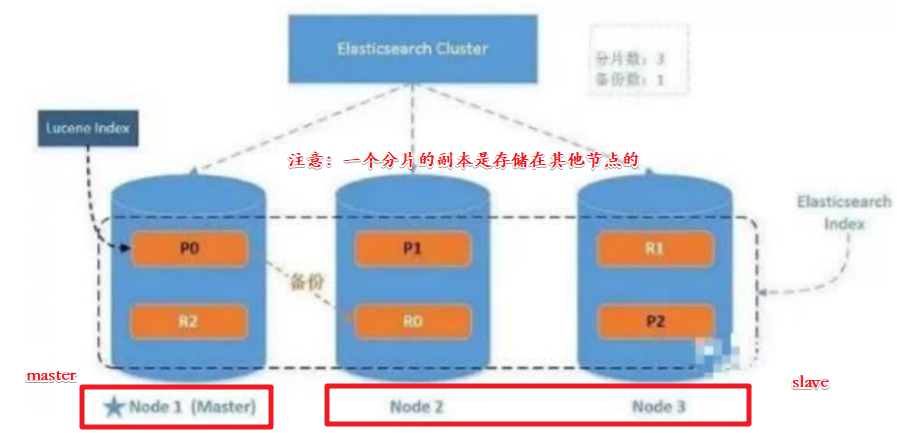 Elasticsearch Cluster
分片数：3
备份数：1
Lucene Index
注意：一个分片的副本是存储在其他节点的
Elasticsearch
Index
P0
P1
R1
备份
R2
R0
P2
master
slave
Node 1 (Master)
Node 2
Node 3